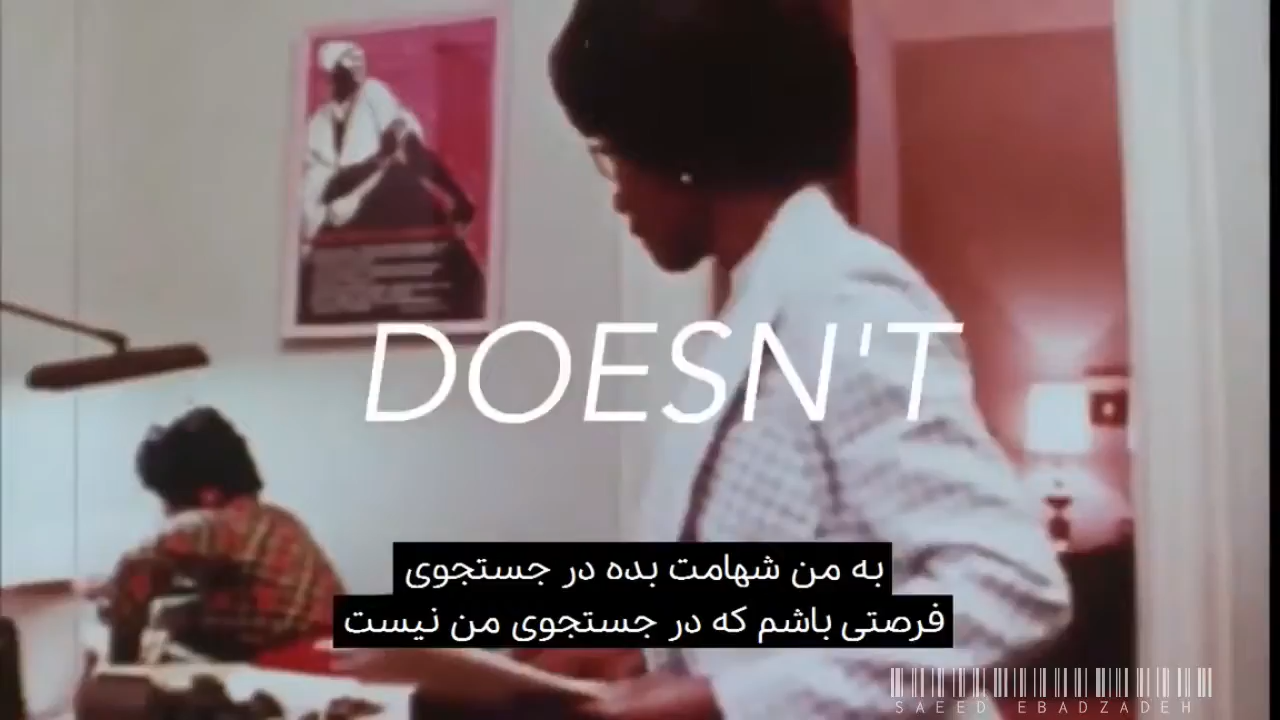 DOESN'T
به من شهامت بده در جستجوی
فرصتی باشم که در جستجوی من نیست
SAEED EBADZADEH